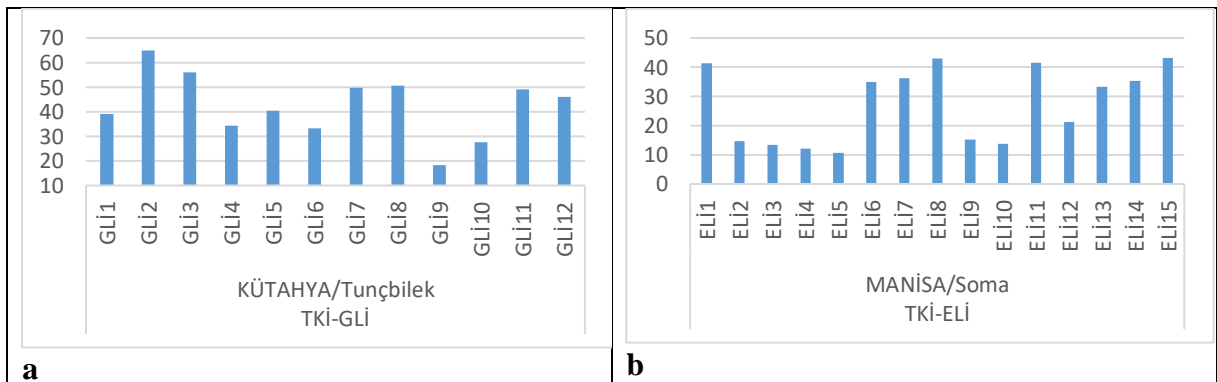 70
60
50
40
30
20
10
GLİ1
GLİ2
GLİ3
GLİ4
GLİ5
GLİ6
GLİ7
GLİ8
GLİ9
GLİ10
GLİ11
GLİ12
KÜTAHYA/Tunçbilek
TKİ-GLİ
a
50
40
30
20
10
0
ELİ1
ELİ2
ELİ3
ELİ4
ELİ5
ELİ6
ELİ7
ELİ8
ELİ9
ELİ10
ELİ11
ELİ12
ELİ13
ELİ14
ELİ15
MANİSA/Soma
TKİ-ELİ
b